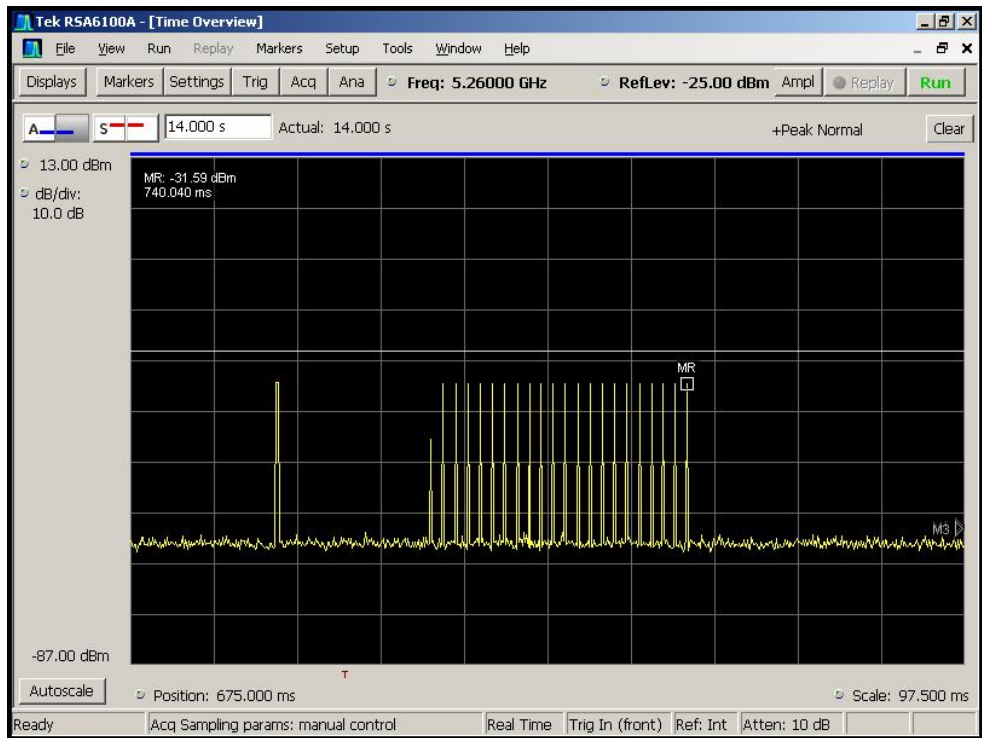 Tek RSA6100A - [Time Overview]
File View Run Replay Markers Setup Tools Window Help
Displays Markers Settings Trig Acq Ana Freq: 5.26000 GHz RefLev: -25.00 dBm Ampl Replay Run
A S 14.000 s Actual: 14.000 s +Peak Normal Clear
13.00 dBm
dB/div:
10.0 dB
MR: -31.59 dBm
740.040 ms
MR
M3
-87.00 dBm
T
Autoscale Position: 675.000 ms Scale: 97.500 ms
Ready Acq Sampling params: manual control Real Time Trig In (front) Ref: Int Atten: 10 dB